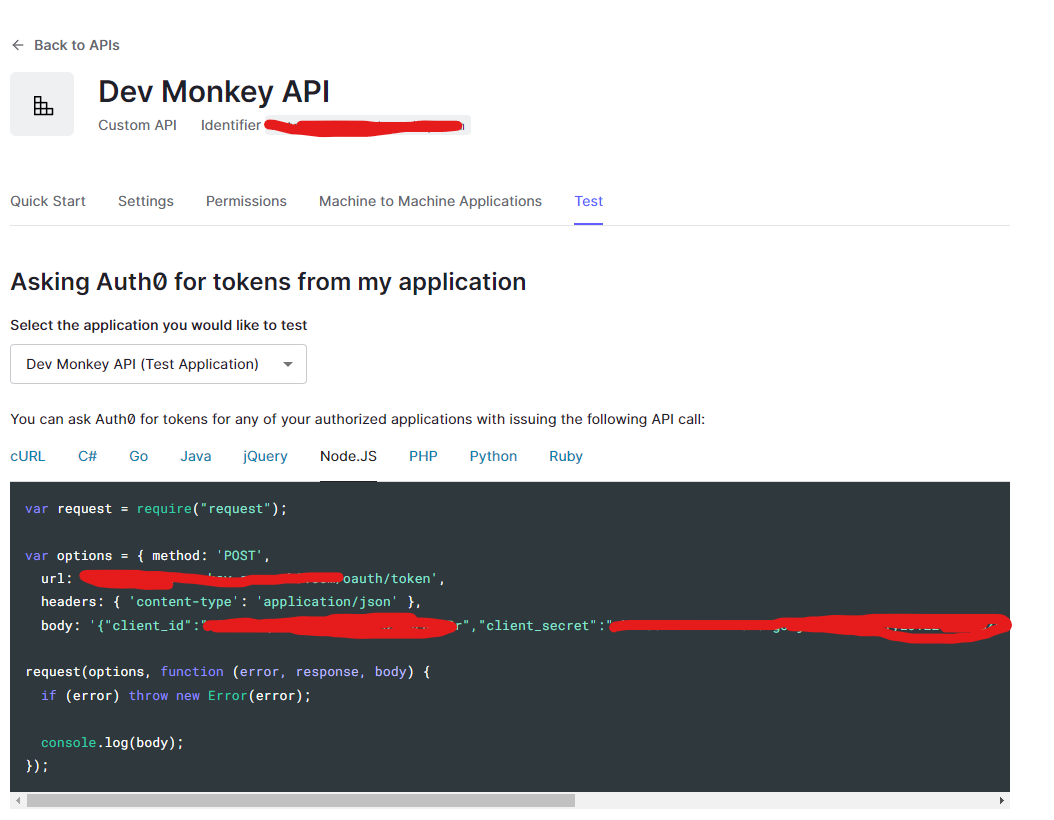 Back to APIs
Dev Monkey API
Custom API Identifier
Quick Start Settings Permissions Machine to Machine Applications Test
Asking Auth0 for tokens from my application
Select the application you would like to test
Dev Monkey API (Test Application)
You can ask Auth0 for tokens for any of your authorized applications with issuing the following API call:
cURL C# Go Java jQuery Node.JS PHP Python Ruby
var request = require("request");
var options = { method: 'POST',
url: /oauth/token',
headers: { 'content-type': 'application/json' },
body: '{"client_id":" ","client_secret":"
request(options, function (error, response, body) {
if (error) throw new Error(error);
console.log(body);
});